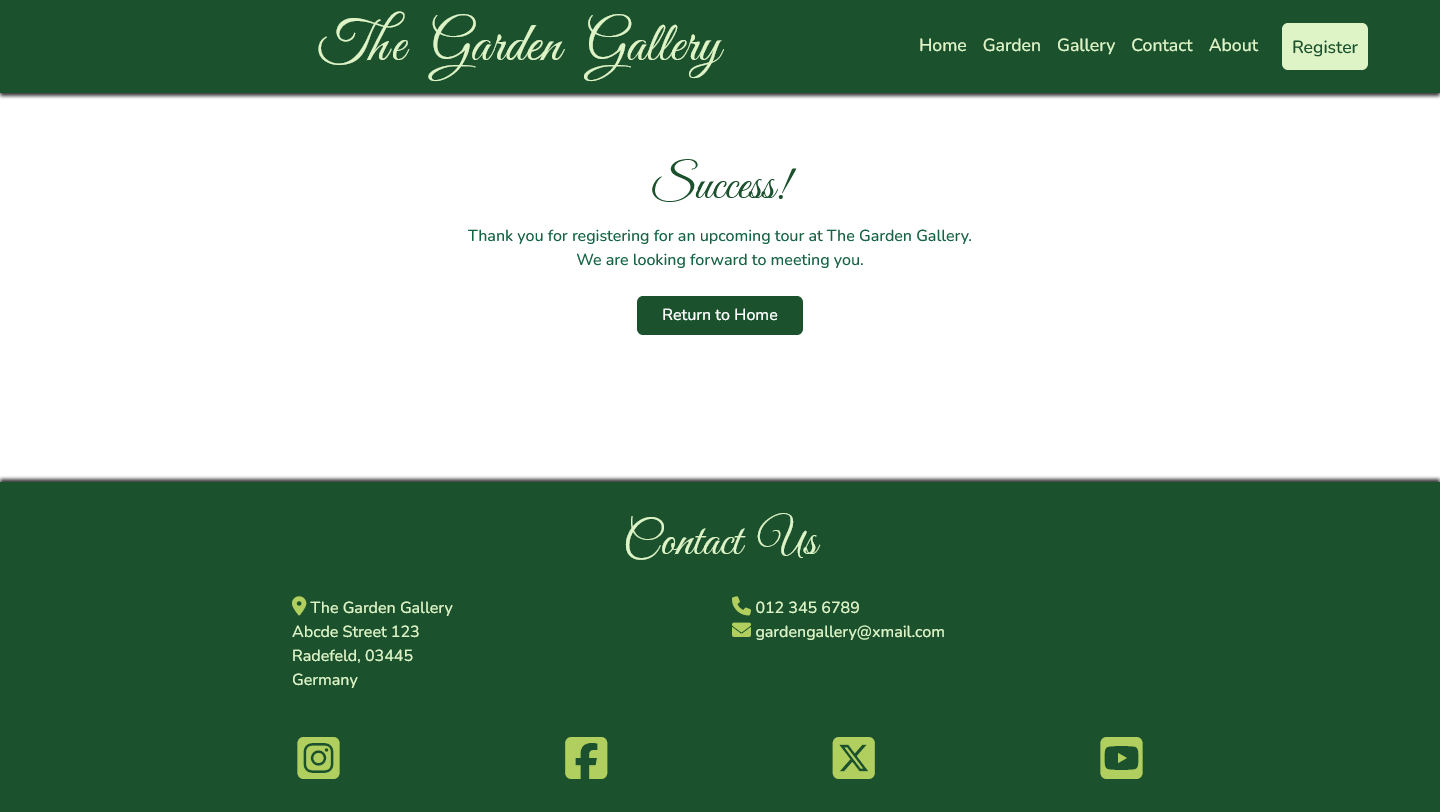 The Garden Gallery
Home Garden Gallery Contact About Register
Success!
Thank you for registering for an upcoming tour at The Garden Gallery.
We are looking forward to meeting you.
Return to Home
Contact Us
The Garden Gallery
Abcde Street 123
Radefeld, 03445
Germany
012 345 6789
gardengallery@xmail.com